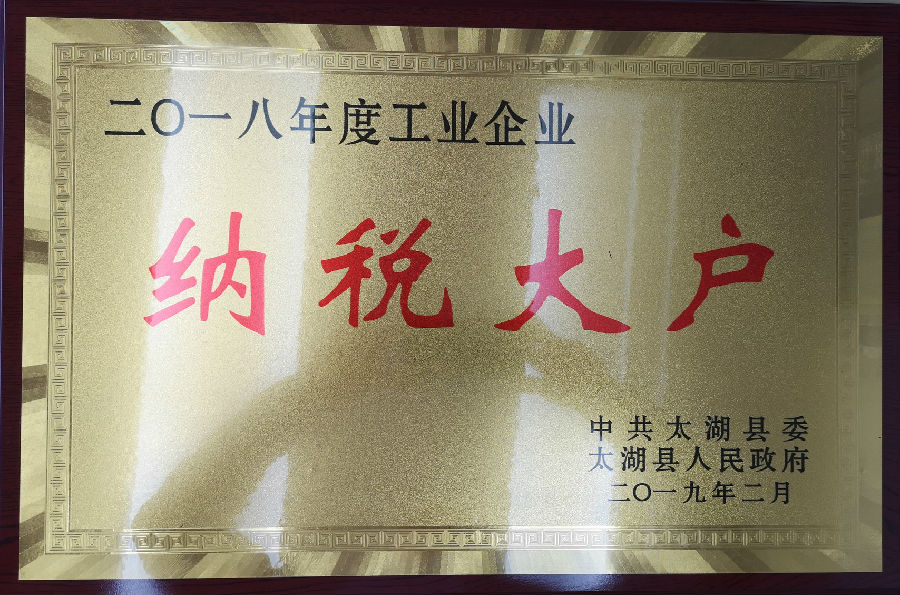 二〇一八年度工业企业
纳税大户
中共太湖县委
太湖县人民政府
二〇一九年二月